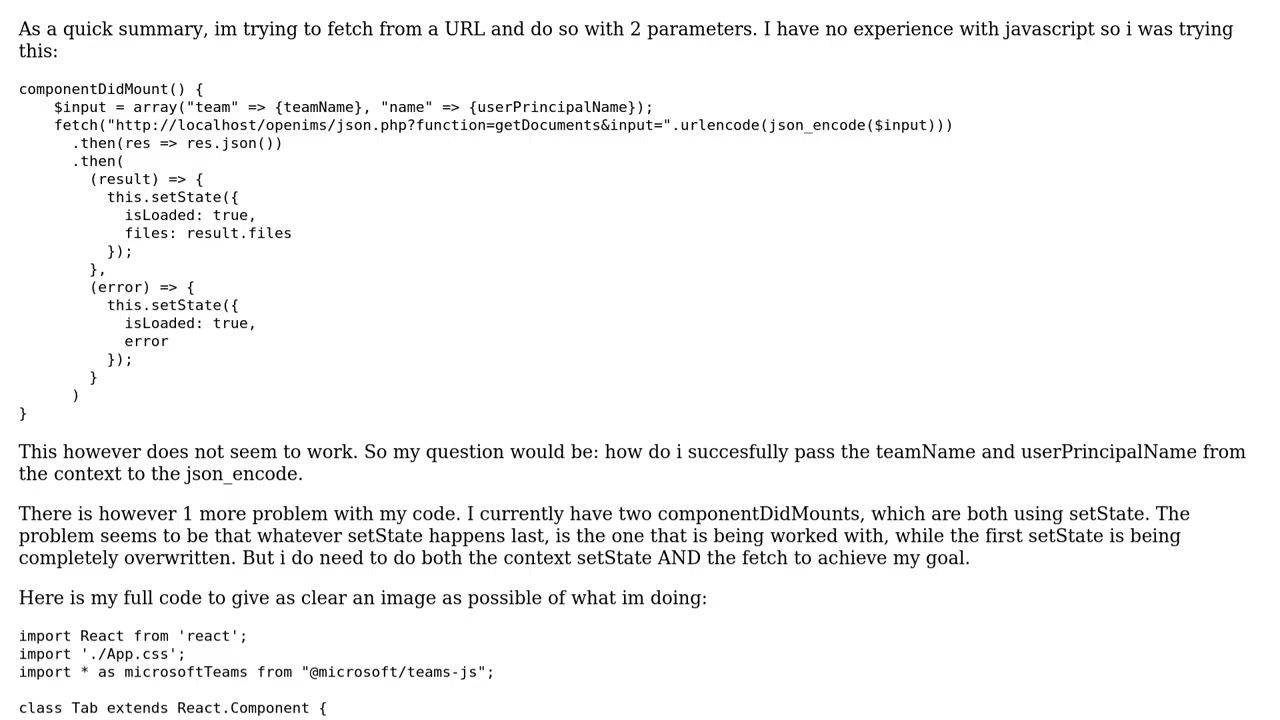 As a quick summary, im trying to fetch from a URL and do so with 2 parameters. I have no experience with javascript so i was trying
this:
componentDidMount() {
    $input = array("team" => {teamName}, "name" => {userPrincipalName});
    fetch("http://localhost/openims/json.php?function=getDocuments&input=".urlencode(json_encode($input)))
      .then(res => res.json())
      .then(
        (result) => {
          this.setState({
            isLoaded: true,
            files: result.files
          });
        },
        (error) => {
          this.setState({
            isLoaded: true,
            error
          });
        }
      )
}
This however does not seem to work. So my question would be: how do i succesfully pass the teamName and userPrincipalName from
the context to the json_encode.
There is however 1 more problem with my code. I currently have two componentDidMounts, which are both using setState. The
problem seems to be that whatever setState happens last, is the one that is being worked with, while the first setState is being
completely overwritten. But i do need to do both the context setState AND the fetch to achieve my goal.
Here is my full code to give as clear an image as possible of what im doing:
import React from 'react';
import './App.css';
import * as microsoftTeams from "@microsoft/teams-js";
class Tab extends React.Component {